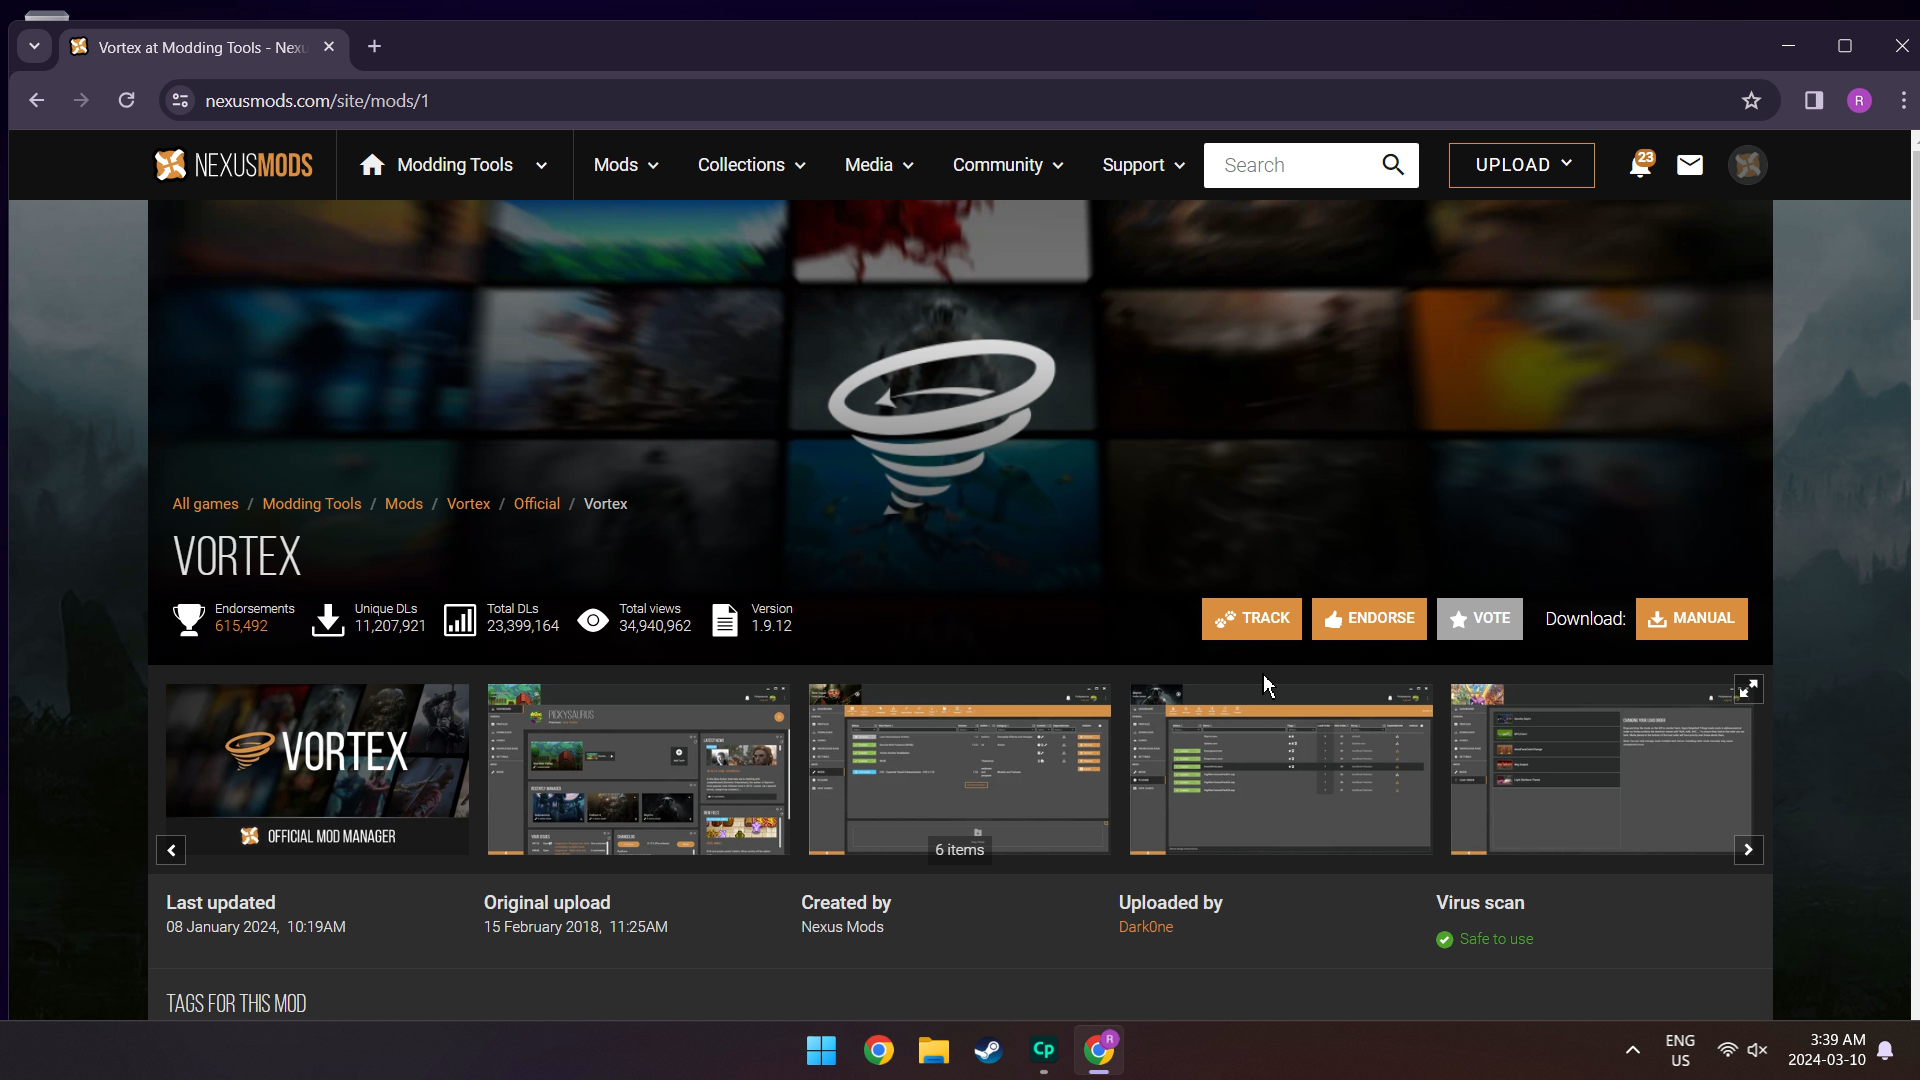 Vortex at Modding Tools - Nexu
nexusmods.com/site/mods/1
R
NEXUSMODS
Modding Tools
Mods
Collections
Media
Community
Support
Search
UPLOAD
23
All games / Modding Tools / Mods / Vortex / Official / Vortex
VORTEX
Endorsements
615,492
Unique DLs
11,207,921
Total DLs
23,399,164
Total views
34,940,962
Version
1.9.12
TRACK
ENDORSE
VOTE
Download:
MANUAL
VORTEX
OFFICIAL MOD MANAGER
PICKYSAURUS
6 items
Last updated
08 January 2024, 10:19AM
Original upload
15 February 2018, 11:25AM
Created by
Nexus Mods
Uploaded by
Dark0ne
Virus scan
Safe to use
TAGS FOR THIS MOD
Cp
R
ENG
US
3:39 AM
2024-03-10